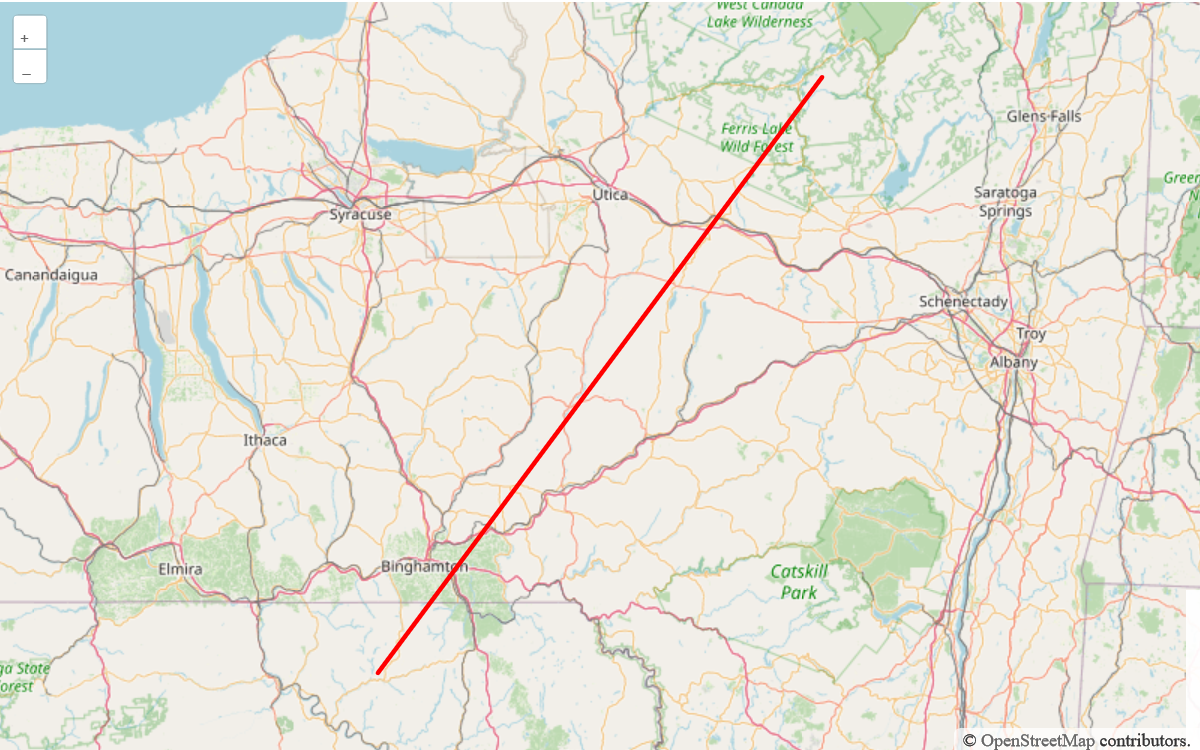 West Canada
Lake Wilderness
+
–
Ferris Lake
Wild Forest
Glens Falls
Utica
Saratoga
Springs
Green
N
Syracuse
Canandaigua
Schenectady
Troy
Albany
Ithaca
Elmira
Binghamton
Catskill
Park
ga State
orest
© OpenStreetMap contributors.